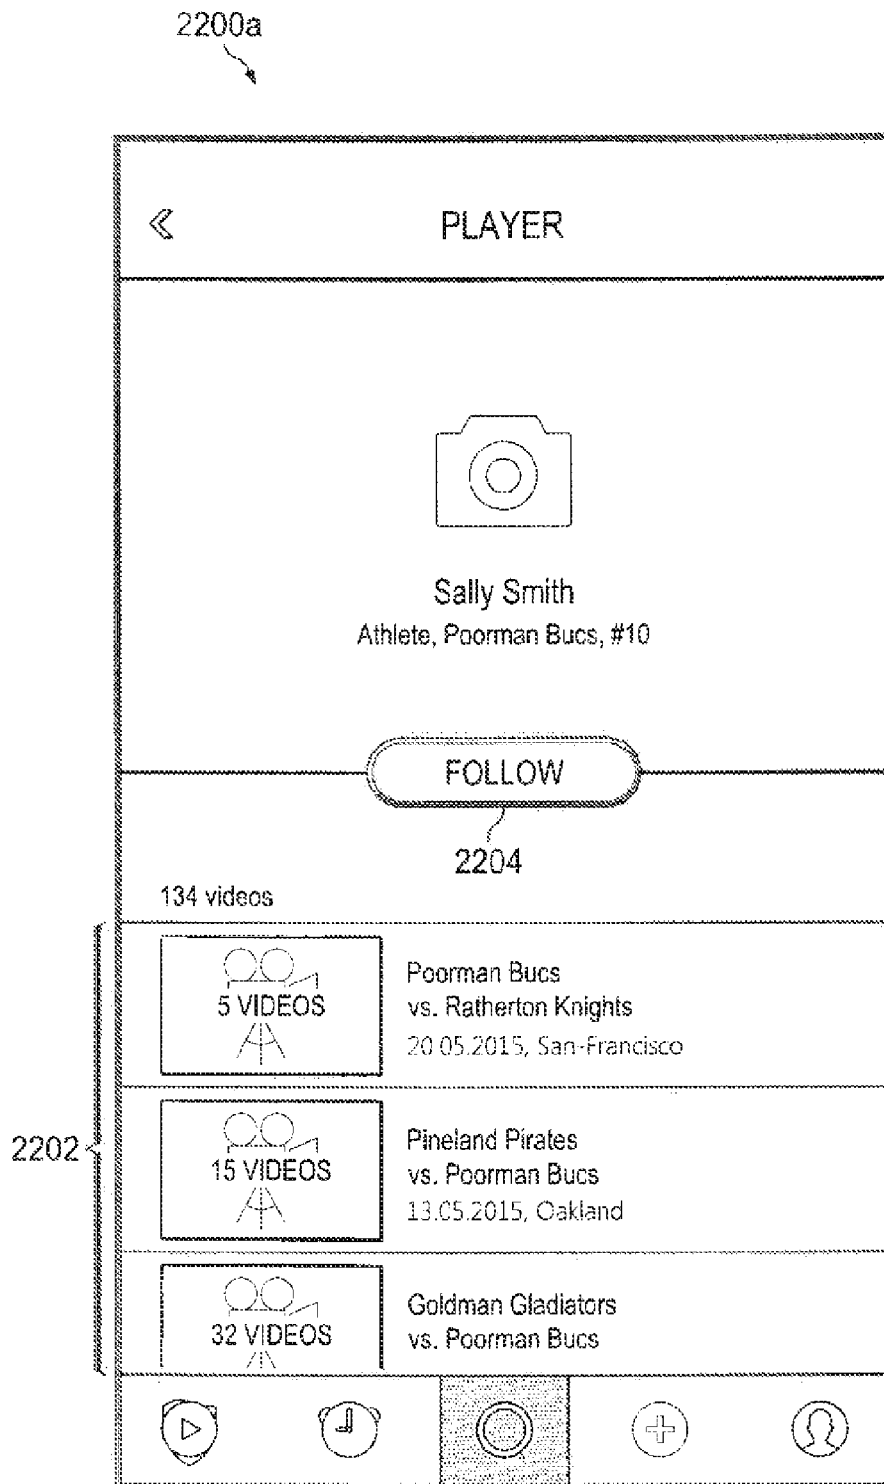 2200a
PLAYER
Sally Smith
Athlete, Poorman Bucs, #10
FOLLOW
2204
134 videos
5 VIDEOS
Poorman Bucs
vs. Ratherton Knights
20.05.2015, San-Francisco
2202
15 VIDEOS
Pineland Pirates
vs. Poorman Bucs
13.05.2015, Oakland
32 VIDEOS
Goldman Gladiators
vs. Poorman Bucs